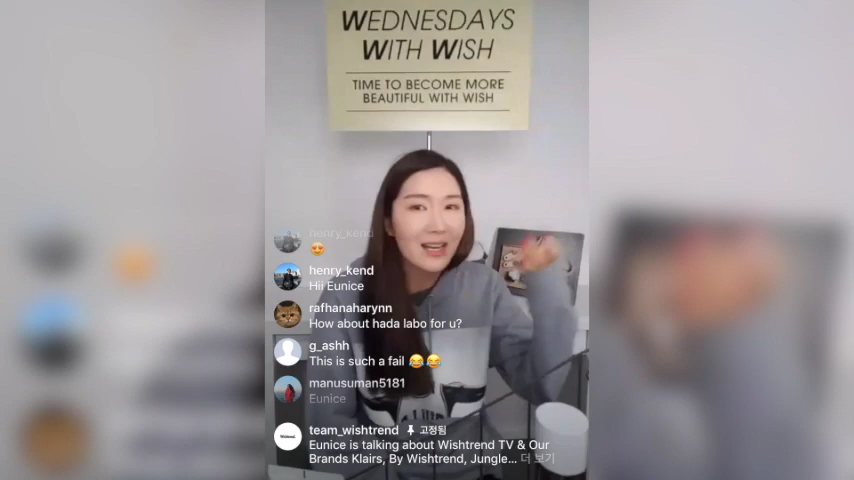 WEDNESDAYS
WITH WISH
TIME TO BECOME MORE
BEAUTIFUL WITH WISH
henry_kend
😍
henry_kend
Hii Eunice
rafhanaharynn
How about hada labo for u?
g_ashh
This is such a fail 😂😂
manusuman5181
Eunice
team_wishtrend 📌 고정됨
Eunice is talking about Wishtrend TV & Our
Brands Klairs, By Wishtrend, Jungle... 더 보기
Wishtrend